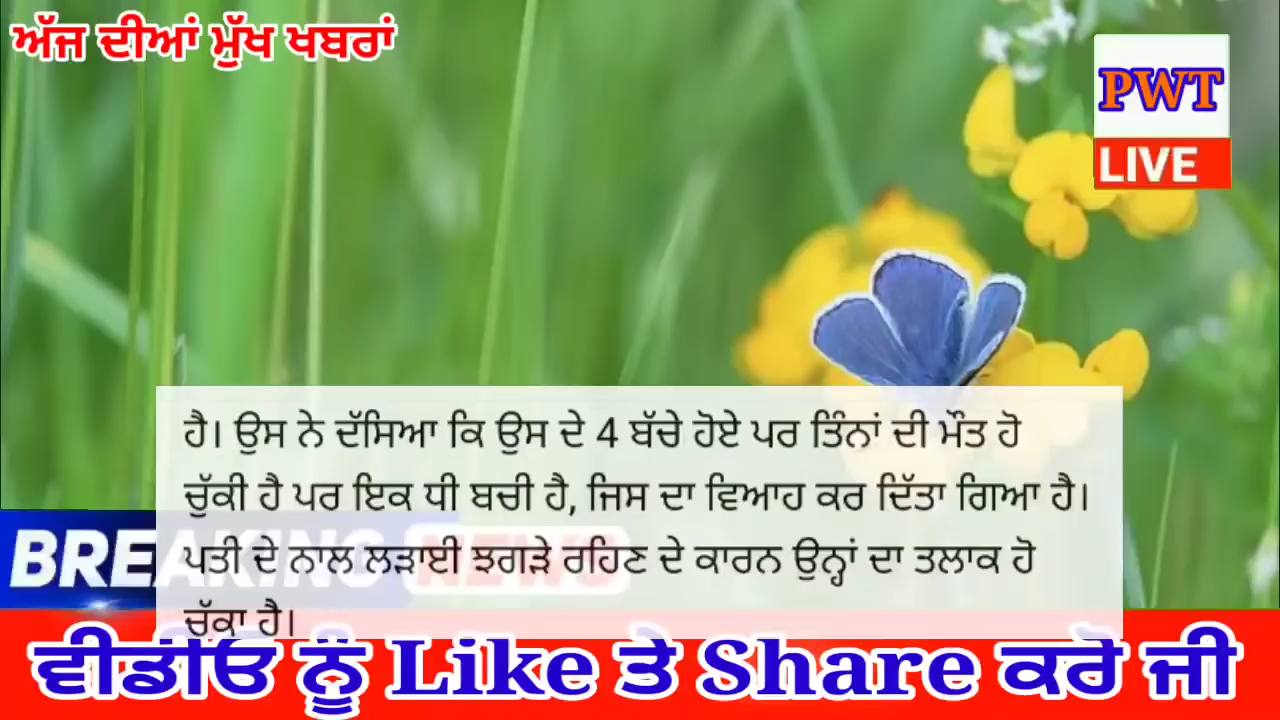 ਅੱਜ ਦੀਆਂ ਮੁੱਖ ਖਬਰਾਂ
PWT
LIVE
ਹੈ। ਉਸ ਨੇ ਦੱਸਿਆ ਕਿ ਉਸ ਦੇ 4 ਬੱਚੇ ਹੋਏ ਪਰ ਤਿੰਨਾਂ ਦੀ ਮੌਤ ਹੋ
ਚੁੱਕੀ ਹੈ ਪਰ ਇਕ ਧੀ ਬਚੀ ਹੈ, ਜਿਸ ਦਾ ਵਿਆਹ ਕਰ ਦਿੱਤਾ ਗਿਆ ਹੈ।
ਪਤੀ ਦੇ ਨਾਲ ਲੜਾਈ ਝਗੜੇ ਰਹਿਣ ਦੇ ਕਾਰਨ ਉਨ੍ਹਾਂ ਦਾ ਤਲਾਕ ਹੋ
ਚੁੱਕਾ ਹੈ।
BREAKING NEWS
ਵੀਡੀਓ ਨੂੰ Like ਤੇ Share ਕਰੋ ਜੀ